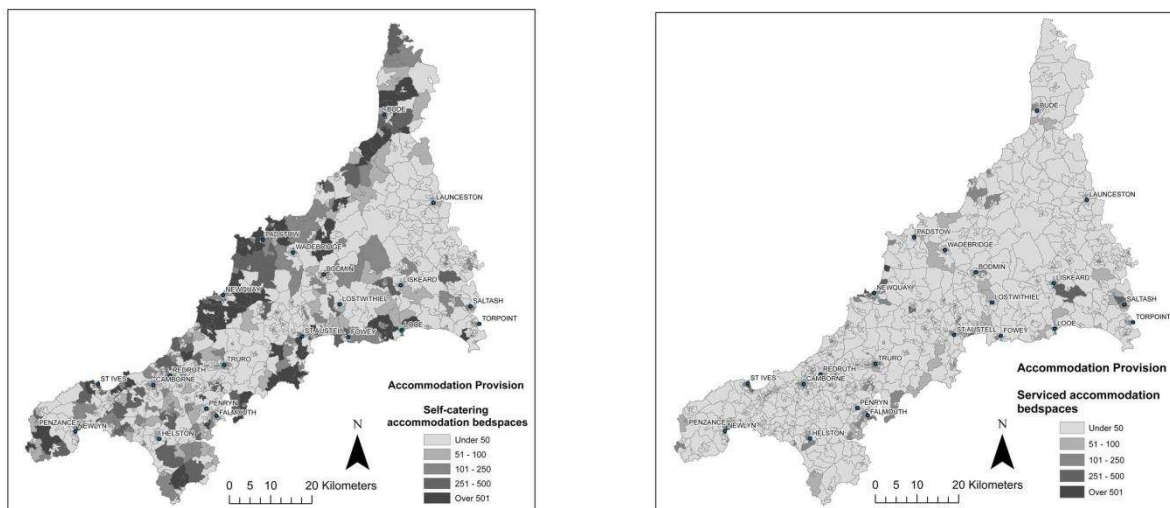 BUDE
LAUNCESTON
PADSTOW
WADEBRIDGE
BODMIN
LISKEARD
NEWQUAY
LOSTWITHIEL
SALTASH
TORPOINT
ST AUSTELL
FOWEY
LOOE
TRURO
REDRUTH
ST IVES
CAMBORNE
PENRYN
FALMOUTH
PENZANCE
NEWLYN
HELSTON
Accommodation Provision
Self-catering
accommodation bedspaces
Under 50
51 - 100
101 - 250
251 - 500
Over 501
N
0 5 10 20 Kilometers
BUDE
LAUNCESTON
PADSTOW
WADEBRIDGE
BODMIN
LISKEARD
NEWQUAY
LOSTWITHIEL
SALTASH
TORPOINT
ST AUSTELL
FOWEY
LOOE
TRURO
REDRUTH
ST IVES
CAMBORNE
PENRYN
FALMOUTH
PENZANCE
NEWLYN
HELSTON
Accommodation Provision
Serviced accommodation
bedspaces
Under 50
51 - 100
101 - 250
251 - 500
Over 501
N
0 5 10 20 Kilometers